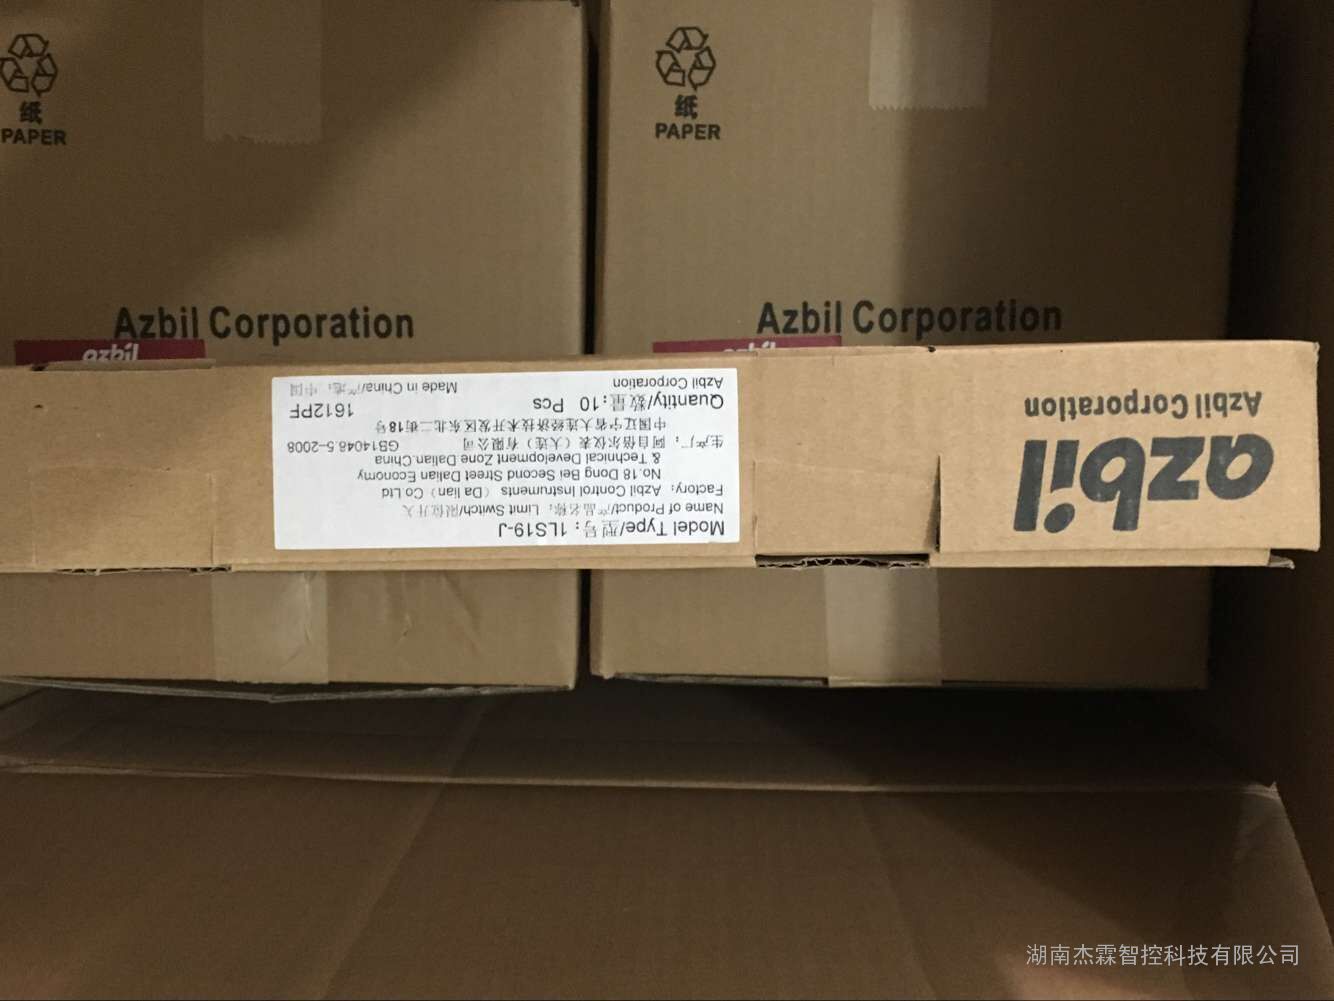 纸
PAPER
纸
PAPER
Azbil Corporation
Azbil Corporation
azbil
azbil
azbil
Azbil Corporation
Model Type/型号：1LS19-J
Name of Product/产品名称：Limit Switch/限位开入
Factory：Azbil Control Instruments（Da lian）Co Ltd
No.18 Dong Bei Second Street Dalian Economy
& Technical Development Zone Dalian.China
生产厂：阿自倍尔仪表（大连）有限公司 GB14048.5-2008
中国辽宁省大连经济技术开发区东北二街18号
Quantity/数量：10 Pcs 1612PF
Azbil Corporation Made in China/产地：中国
湖南杰霖智控科技有限公司